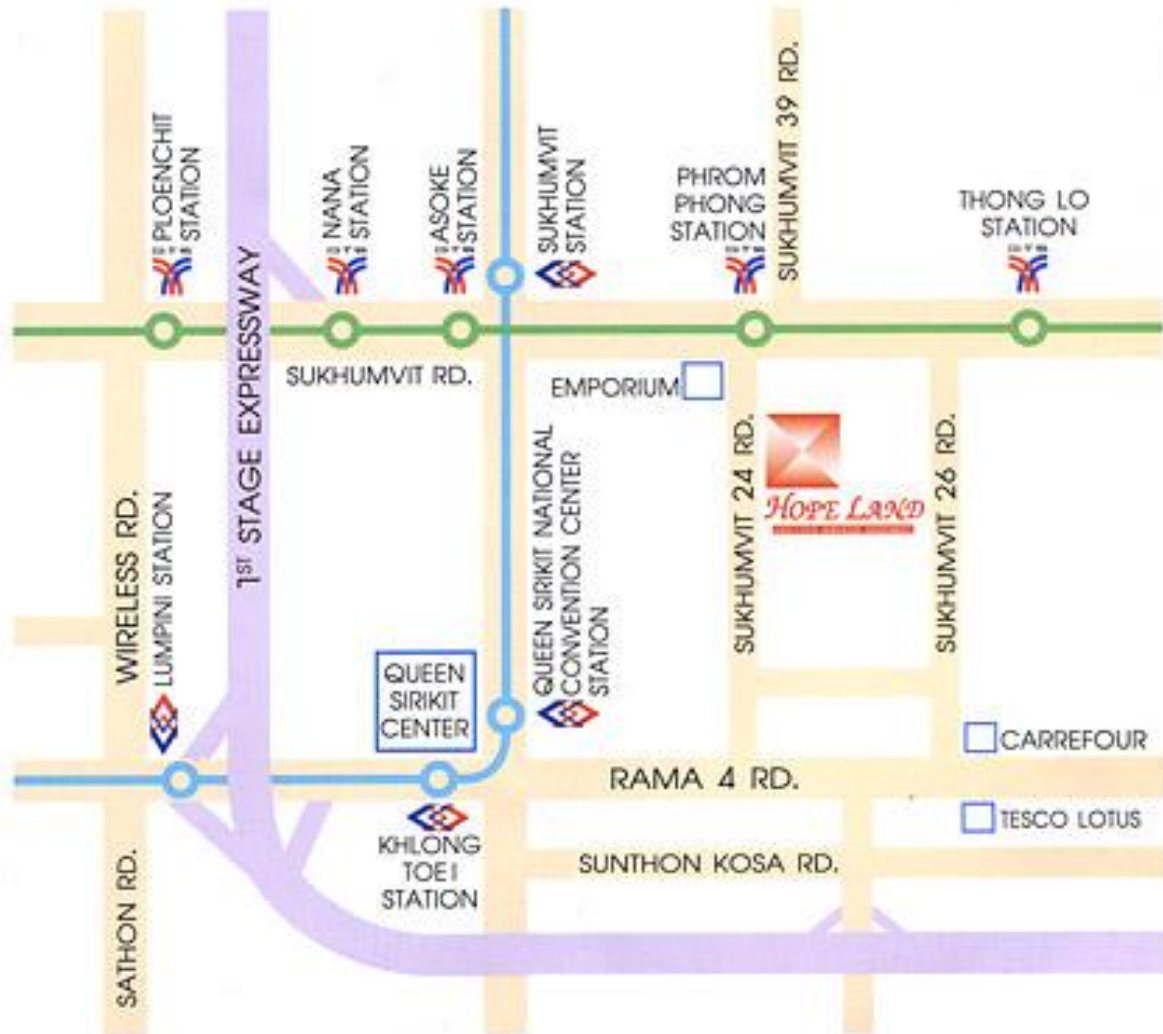 PLOENCHIT
STATION
NANA
STATION
ASOKE
STATION
SUKHUMVIT
STATION
PHROM
PHONG
STATION
SUKHUMVIT 39 RD.
THONG LO
STATION
1ST STAGE EXPRESSWAY
SUKHUMVIT RD.
EMPORIUM
SUKHUMVIT 24 RD.
HOPE LAND
SUKHUMVIT 26 RD.
WIRELESS RD.
LUMPINI STATION
QUEEN
SIRIKIT
CENTER
QUEEN SIRIKIT NATIONAL
CONVENTION CENTER
STATION
CARREFOUR
RAMA 4 RD.
TESCO LOTUS
KHLONG
TOEI
STATION
SUNTHON KOSA RD.
SATHON RD.